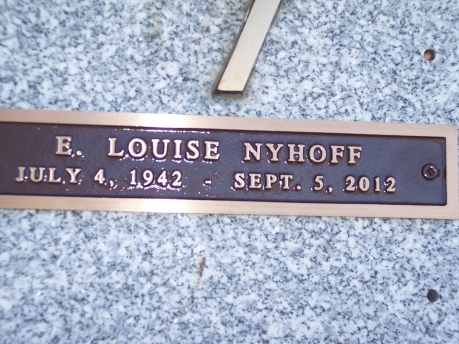 E. LOUISE NYHOFF
JULY 4, 1942 - SEPT. 5, 2012